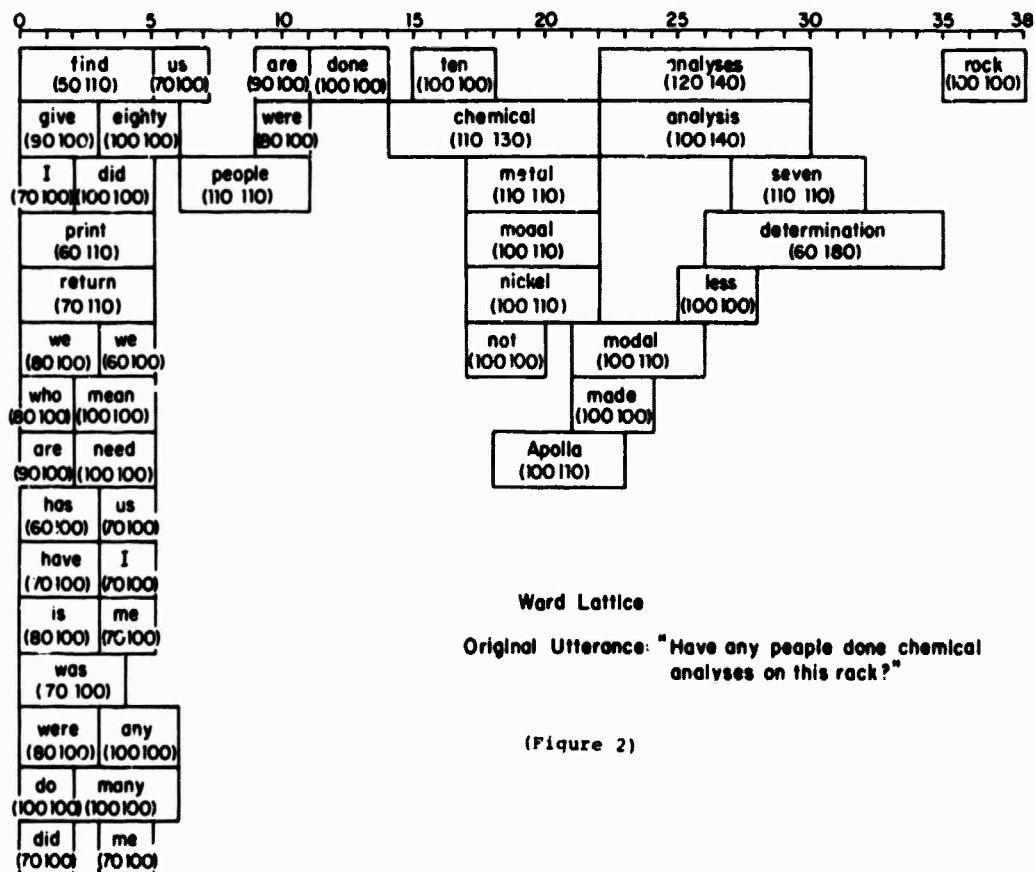 0 5 10 15 20 25 30 35 38
find us are done ten analyses rock
(50 110) (70 100) (90 100) (100 100) (100 100) (120 140) (100 100)
give eighty were chemical analysis
(90 100) (100 100) (80 100) (110 130) (100 140)
I did people metal seven
(70 100) (100 100) (110 110) (110 110) (110 110)
print modal determination
(60 110) (100 110) (60 180)
return nickel less
(70 110) (100 110) (100 100)
we we not modal
(80 100) (60 100) (100 100) (100 110)
who mean made
(80 100) (100 100) (100 100)
are need Apollo
(90 100) (100 100) (100 110)
has us
(60 100) (70 100)
have I
(70 100) (70 100)
is me
(80 100) (70 100)
was
(70 100)
were any
(80 100) (100 100)
do many
(100 100) (100 100)
did me
(70 100) (70 100)
Word Lattice
Original Utterance: "Have any people done chemical
analyses on this rock?"
(Figure 2)